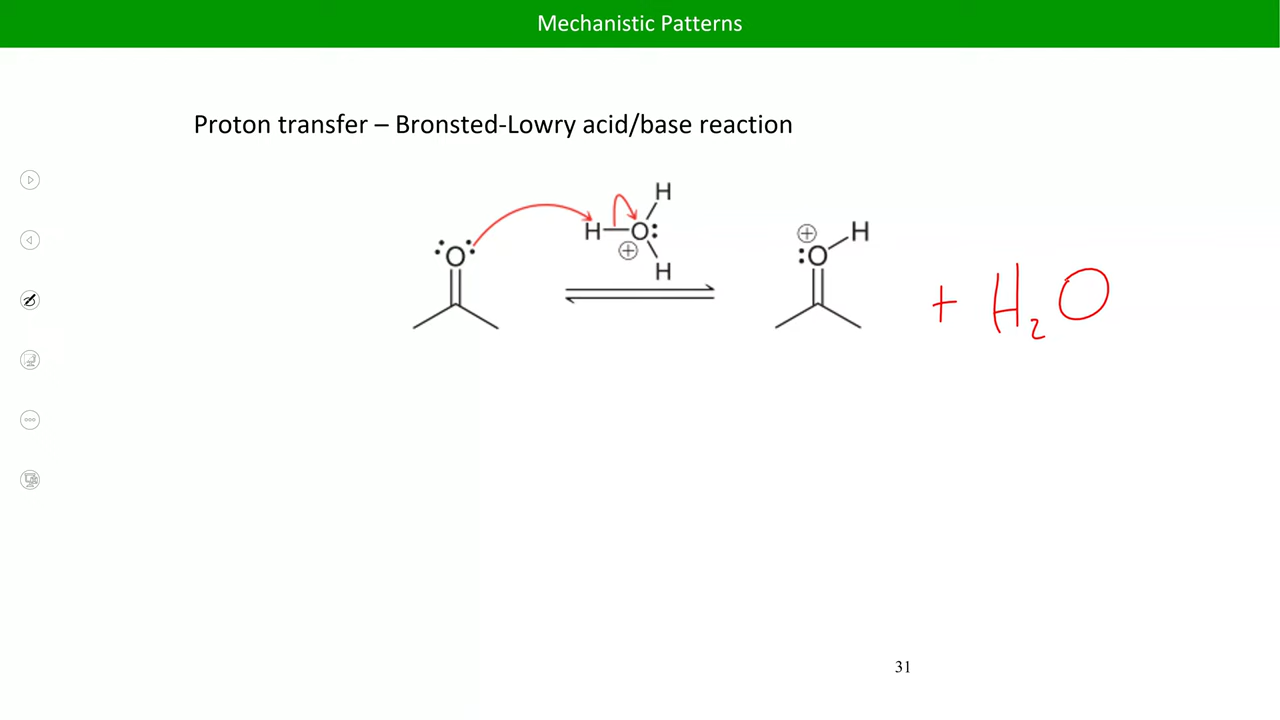 Mechanistic Patterns
Proton transfer – Bronsted-Lowry acid/base reaction
H
H–O:
⊕
H
:O:
⊕
H
:O
+ H₂O
31